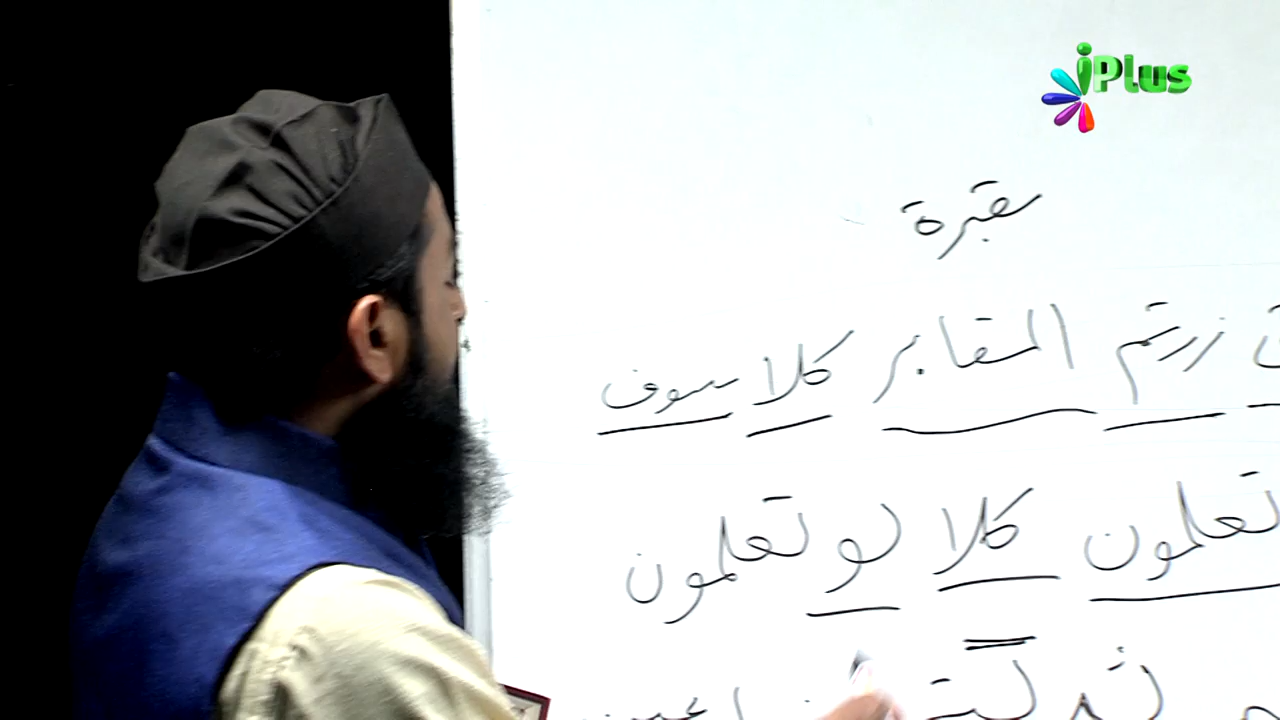 iPlus
مقبرة
زرتم المقابر كلا سوف
تعلمون كلا لو تعلمون